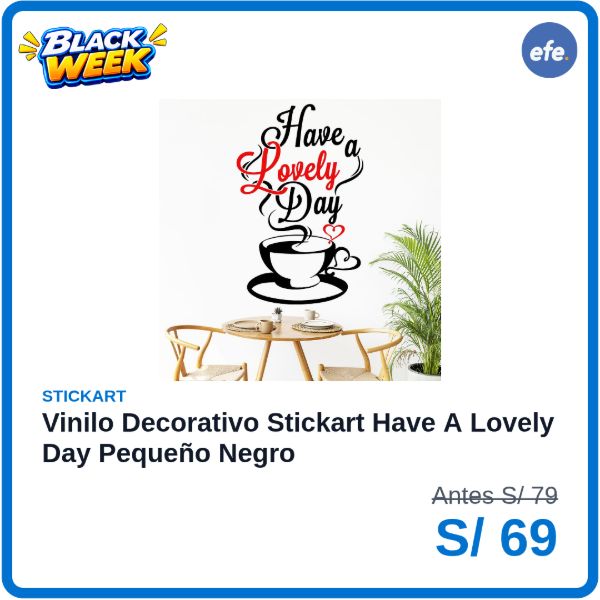 BLACK
WEEK
efe.
Have a
Lovely
Day
STICKART
Vinilo Decorativo Stickart Have A Lovely
Day Pequeño Negro
Antes S/ 79
S/ 69